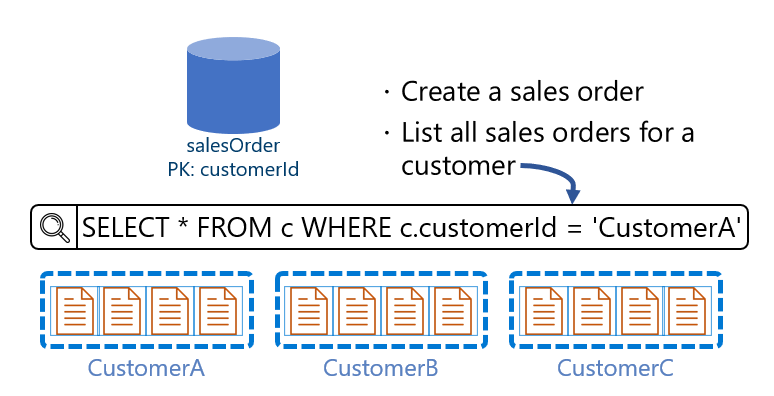 salesOrder
PK: customerId
· Create a sales order
· List all sales orders for a
customer
SELECT * FROM c WHERE c.customerId = 'CustomerA'
CustomerA
CustomerB
CustomerC